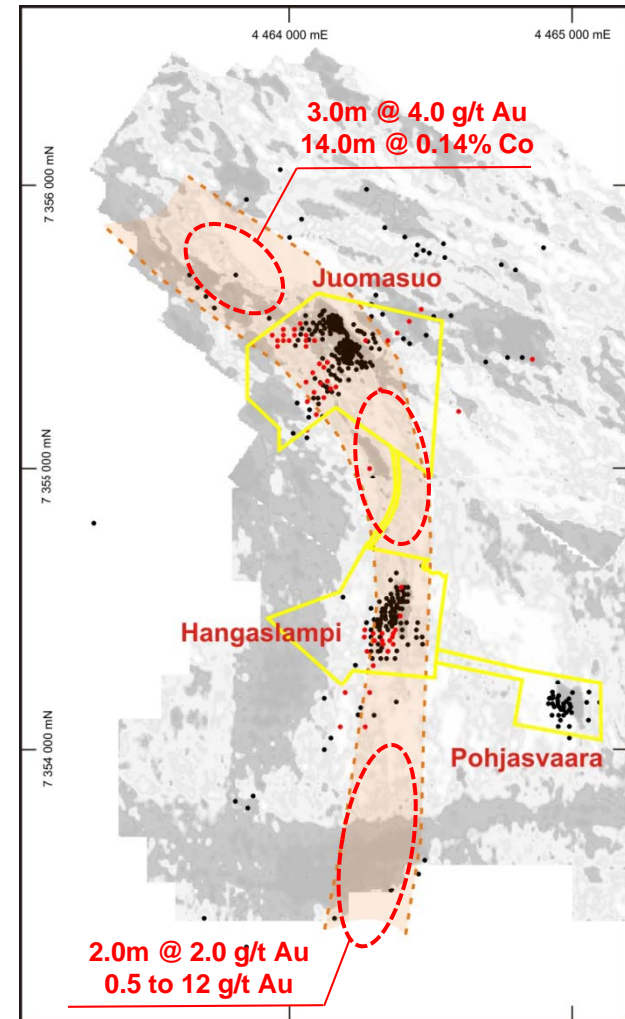 4 464 000 mE
4 465 000 mE
3.0m @ 4.0 g/t Au
14.0m @ 0.14% Co
7 356 000 mN
Juomasuo
7 355 000 mN
Hangaslampi
7 354 000 mN
Pohjasvaara
2.0m @ 2.0 g/t Au
0.5 to 12 g/t Au